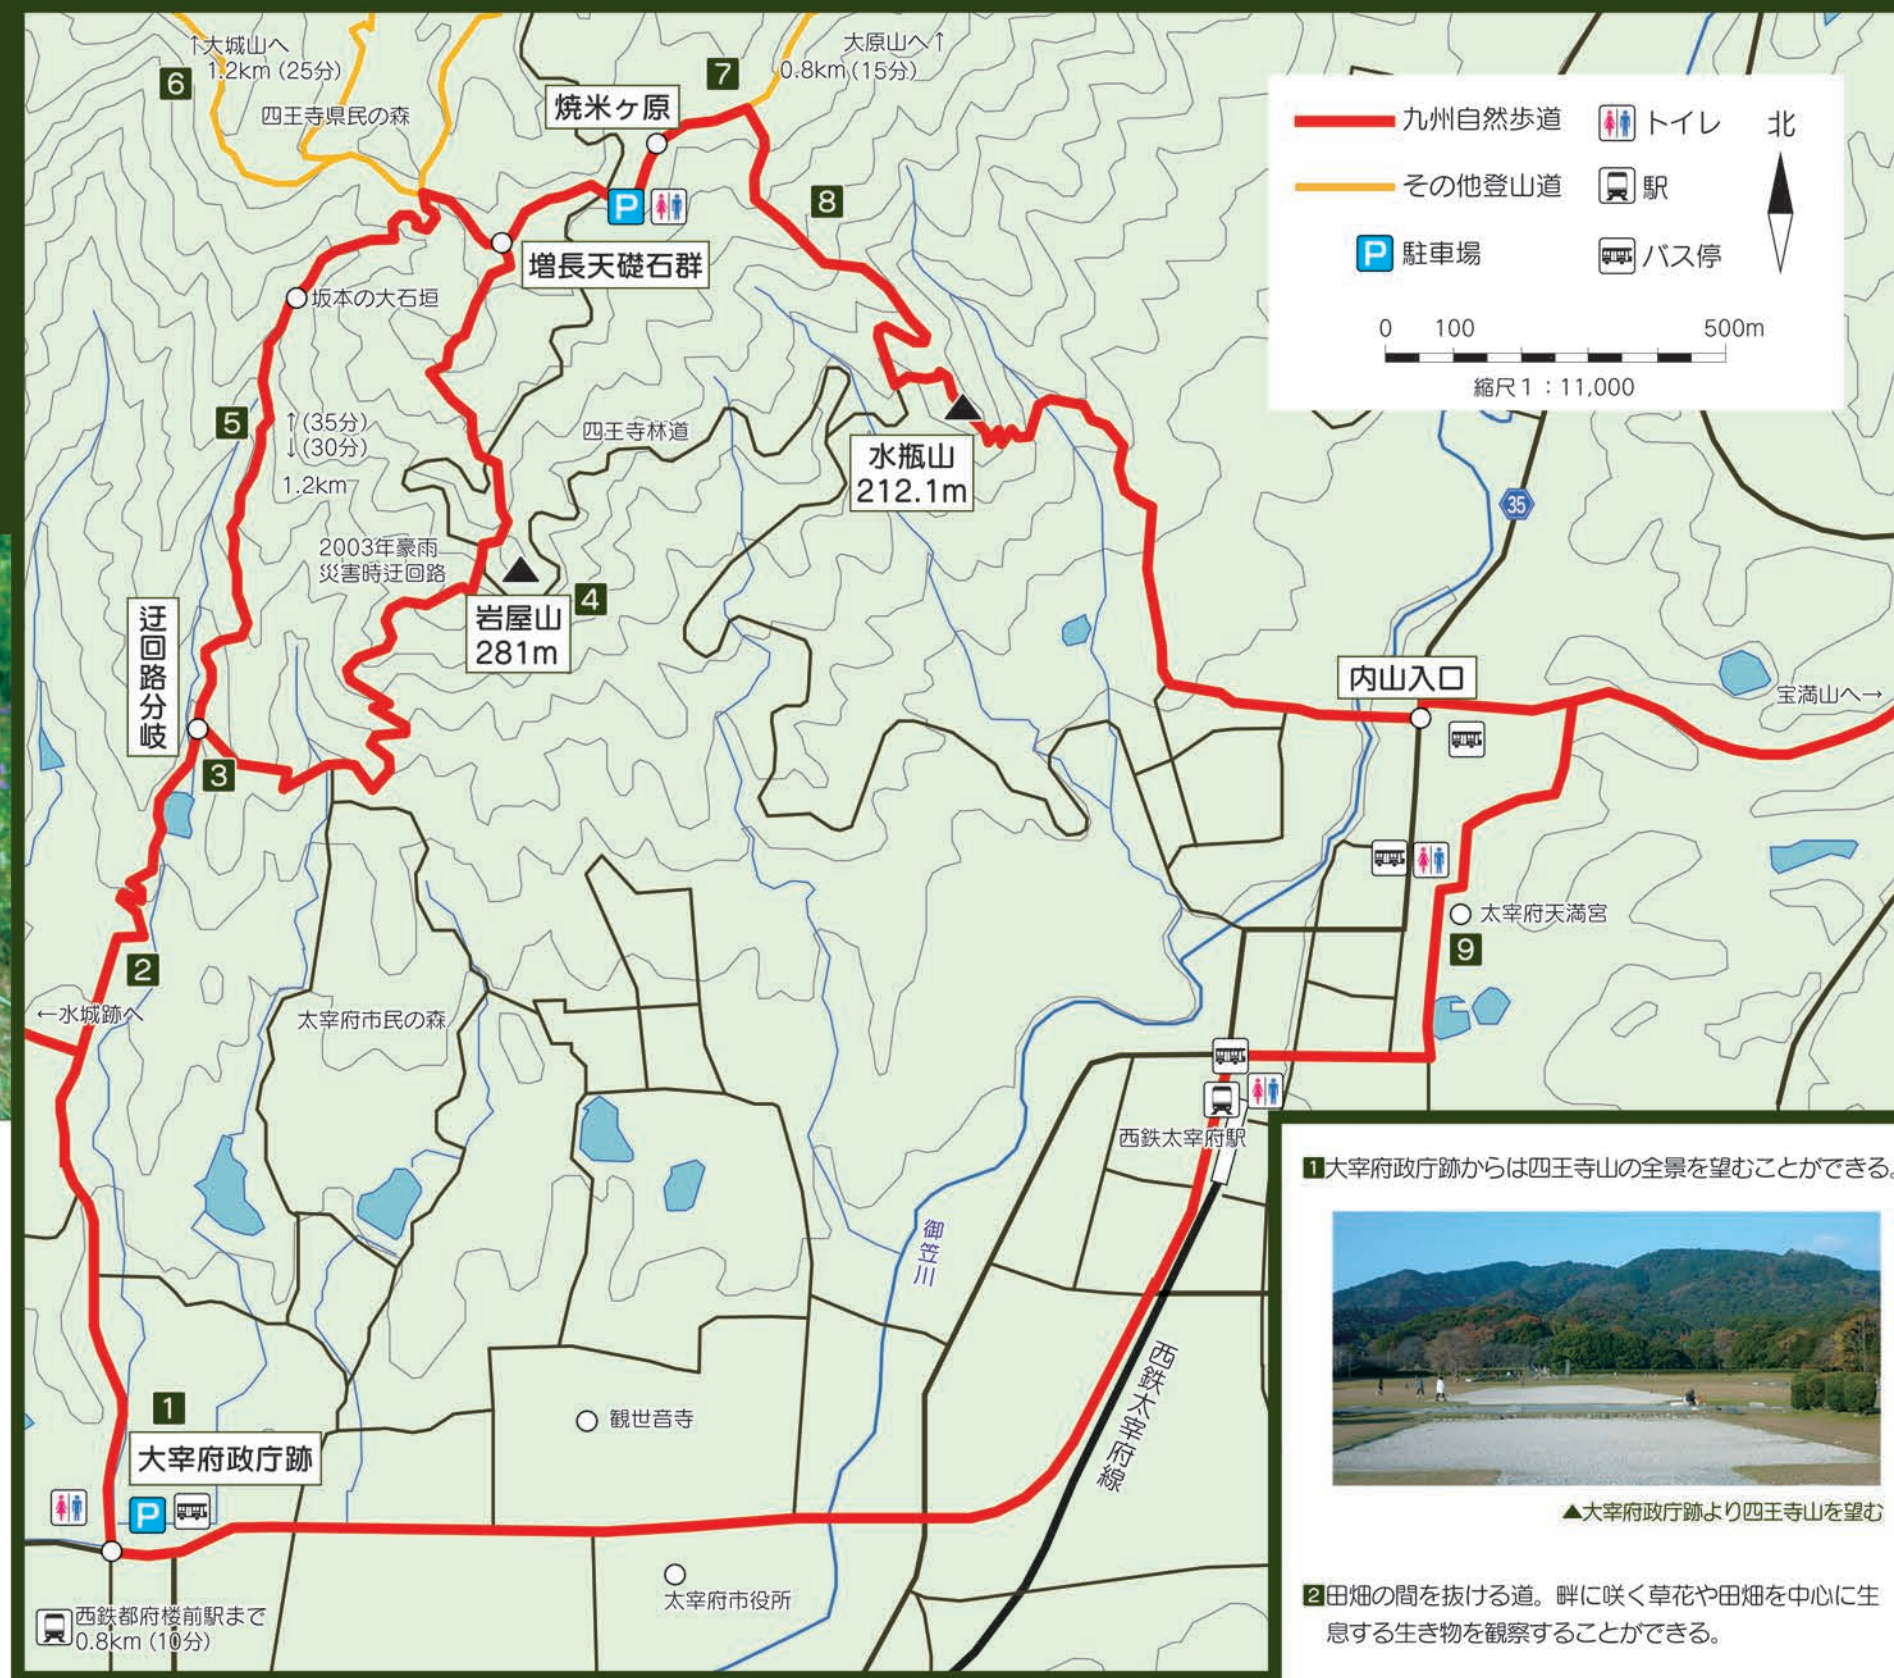 ↑大城山へ
1.2km (25分)
6
四王寺県民の森
大原山へ↑
0.8km (15分)
7
焼米ヶ原
P
8
増長天礎石群
坂本の大石垣
5
↑(35分)
↓(30分)
1.2km
四王寺林道
水瓶山
212.1m
2003年豪雨
災害時迂回路
岩屋山
281m
4
迂回路分岐
3
2
←水城跡へ
太宰府市民の森
九州自然歩道
トイレ
北
その他登山道
駅
P
駐車場
バス停
0 100 500m
縮尺1：11,000
35
内山入口
宝満山へ→
太宰府天満宮
9
西鉄太宰府駅
御笠川
西鉄太宰府線
1
大宰府政庁跡
P
観世音寺
太宰府市役所
西鉄都府楼前駅まで
0.8km (10分)
1大宰府政庁跡からは四王寺山の全景を望むことができる。
▲大宰府政庁跡より四王寺山を望む
2田畑の間を抜ける道。畔に咲く草花や田畑を中心に生
息する生き物を観察することができる。